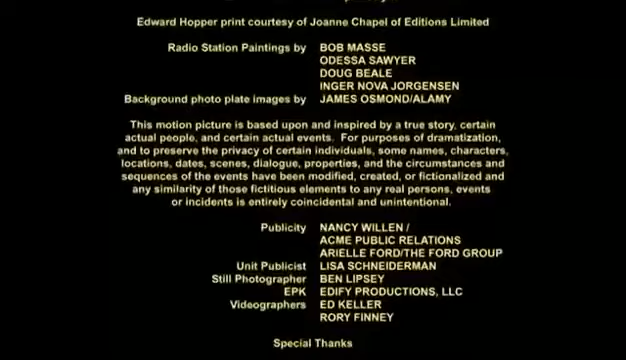 Edward Hopper print courtesy of Joanne Chapel of Editions Limited
Radio Station Paintings by BOB MASSE
ODESSA SAWYER
DOUG BEALE
INGER NOVA JORGENSEN
Background photo plate images by JAMES OSMOND/ALAMY
This motion picture is based upon and inspired by a true story, certain
actual people, and certain actual events. For purposes of dramatization,
and to preserve the privacy of certain individuals, some names, characters,
locations, dates, scenes, dialogue, properties, and the circumstances and
sequences of the events have been modified, created, or fictionalized and
any similarity of those fictitious elements to any real persons, events
or incidents is entirely coincidental and unintentional.
Publicity NANCY WILLEN /
ACME PUBLIC RELATIONS
ARIELLE FORD/THE FORD GROUP
Unit Publicist LISA SCHNEIDERMAN
Still Photographer BEN LIPSEY
EPK EDIFY PRODUCTIONS, LLC
Videographers ED KELLER
RORY FINNEY
Special Thanks